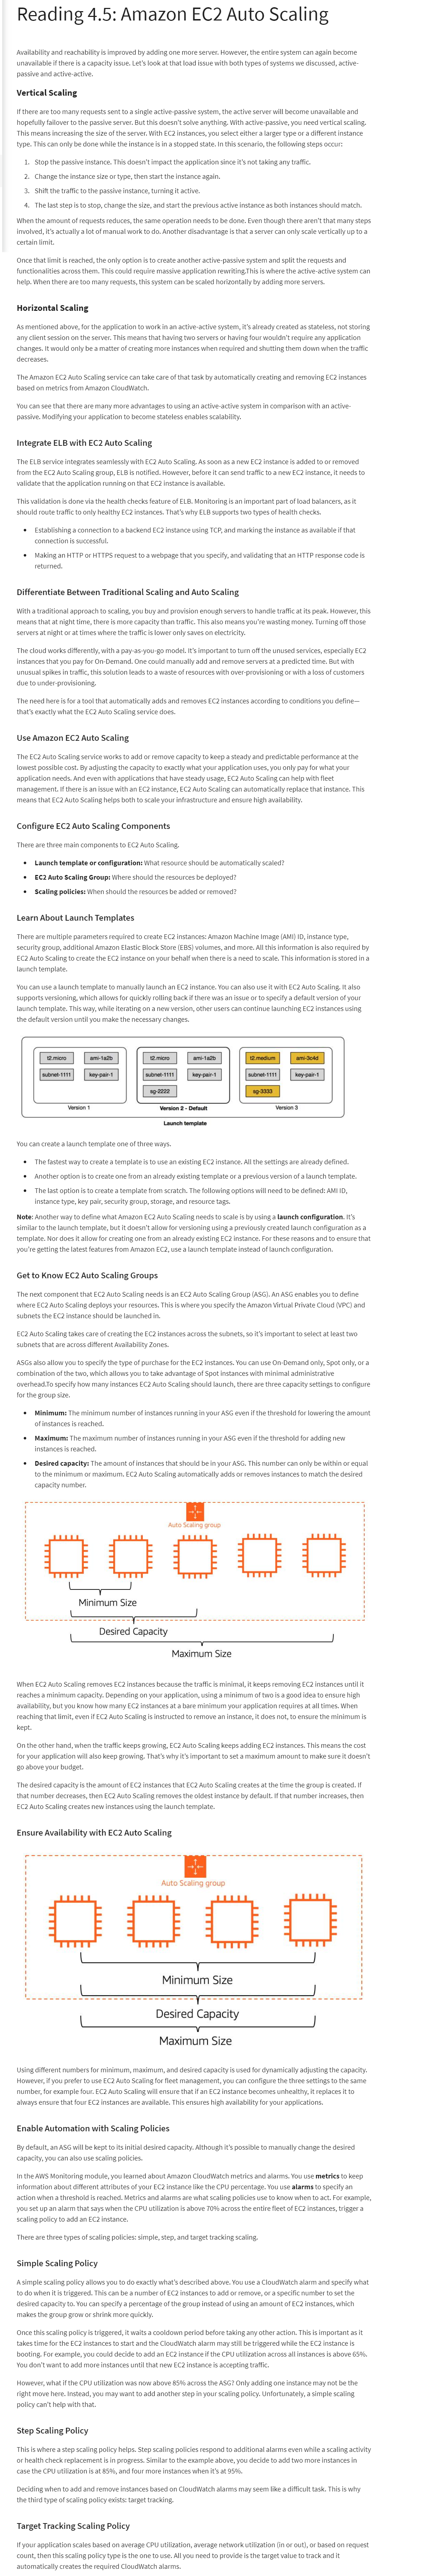 Reading 4.5: Amazon EC2 Auto Scaling
Availability and reachability is improved by adding one more server. However, the entire system can again become
unavailable if there is a capacity issue. Let's look at that load issue with both types of systems we discussed, active-
passive and active-active.
Vertical Scaling
If there are too many requests sent to a single active-passive system, the active server will become unavailable and
hopefully failover to the passive server. But this doesn't solve anything. With active-passive, you need vertical scaling.
This means increasing the size of the server. With EC2 instances, you select either a larger type or a different instance
type. This can only be done while the instance is in a stopped state. In this scenario, the following steps occur:
1. Stop the passive instance. This doesn't impact the application since it's not taking any traffic.
2. Change the instance size or type, then start the instance again.
3. Shift the traffic to the passive instance, turning it active.
4. The last step is to stop, change the size, and start the previous active instance as both instances should match.
When the amount of requests reduces, the same operation needs to be done. Even though there aren't that many steps
involved, it's actually a lot of manual work to do. Another disadvantage is that a server can only scale vertically up to a
certain limit.
Once that limit is reached, the only option is to create another active-passive system and split the requests and
functionalities across them. This could require massive application rewriting.This is where the active-active system can
help. When there are too many requests, this system can be scaled horizontally by adding more servers.
Horizontal Scaling
As mentioned above, for the application to work in an active-active system, it's already created as stateless, not storing
any client session on the server. This means that having two servers or having four wouldn't require any application
changes. It would only be a matter of creating more instances when required and shutting them down when the traffic
decreases.
The Amazon EC2 Auto Scaling service can take care of that task by automatically creating and removing EC2 instances
based on metrics from Amazon CloudWatch.
You can see that there are many more advantages to using an active-active system in comparison with an active-
passive. Modifying your application to become stateless enables scalability.
Integrate ELB with EC2 Auto Scaling
The ELB service integrates seamlessly with EC2 Auto Scaling. As soon as a new EC2 instance is added to or removed
from the EC2 Auto Scaling group, ELB is notified. However, before it can send traffic to a new EC2 instance, it needs to
validate that the application running on that EC2 instance is available.
This validation is done via the health checks feature of ELB. Monitoring is an important part of load balancers, as it
should route traffic to only healthy EC2 instances. That's why ELB supports two types of health checks.
• Establishing a connection to a backend EC2 instance using TCP, and marking the instance as available if that
connection is successful.
• Making an HTTP or HTTPS request to a webpage that you specify, and validating that an HTTP response code is
returned.
Differentiate Between Traditional Scaling and Auto Scaling
With a traditional approach to scaling, you buy and provision enough servers to handle traffic at its peak. However, this
means that at night time, there is more capacity than traffic. This also means you're wasting money. Turning off those
servers at night or at times where the traffic is lower only saves on electricity.
The cloud works differently, with a pay-as-you-go model. It's important to turn off the unused services, especially EC2
instances that you pay for On-Demand. One could manually add and remove servers at a predicted time. But with
unusual spikes in traffic, this solution leads to a waste of resources with over-provisioning or with a loss of customers
due to under-provisioning.
The need here is for a tool that automatically adds and removes EC2 instances according to conditions you define—
that's exactly what the EC2 Auto Scaling service does.
Use Amazon EC2 Auto Scaling
The EC2 Auto Scaling service works to add or remove capacity to keep a steady and predictable performance at the
lowest possible cost. By adjusting the capacity to exactly what your application uses, you only pay for what your
application needs. And even with applications that have steady usage, EC2 Auto Scaling can help with fleet
management. If there is an issue with an EC2 instance, EC2 Auto Scaling can automatically replace that instance. This
means that EC2 Auto Scaling helps both to scale your infrastructure and ensure high availability.
Configure EC2 Auto Scaling Components
There are three main components to EC2 Auto Scaling.
• Launch template or configuration: What resource should be automatically scaled?
• EC2 Auto Scaling Group: Where should the resources be deployed?
• Scaling policies: When should the resources be added or removed?
Learn About Launch Templates
There are multiple parameters required to create EC2 instances: Amazon Machine Image (AMI) ID, instance type,
security group, additional Amazon Elastic Block Store (EBS) volumes, and more. All this information is also required by
EC2 Auto Scaling to create the EC2 instance on your behalf when there is a need to scale. This information is stored in a
launch template.
You can use a launch template to manually launch an EC2 instance. You can also use it with EC2 Auto Scaling. It also
supports versioning, which allows for quickly rolling back if there was an issue or to specify a default version of your
launch template. This way, while iterating on a new version, other users can continue launching EC2 instances using
the default version until you make the necessary changes.
t2.micro ami-1a2b t2.micro ami-1a2b t2.medium ami-3c4d
subnet-1111 key-pair-1 subnet-1111 key-pair-1 subnet-1111 key-pair-1
sg-2222 sg-3333
Version 1 Version 2 - Default Version 3
Launch template
You can create a launch template one of three ways.
• The fastest way to create a template is to use an existing EC2 instance. All the settings are already defined.
• Another option is to create one from an already existing template or a previous version of a launch template.
• The last option is to create a template from scratch. The following options will need to be defined: AMI ID,
instance type, key pair, security group, storage, and resource tags.
Note: Another way to define what Amazon EC2 Auto Scaling needs to scale is by using a launch configuration. It's
similar to the launch template, but it doesn't allow for versioning using a previously created launch configuration as a
template. Nor does it allow for creating one from an already existing EC2 instance. For these reasons and to ensure that
you're getting the latest features from Amazon EC2, use a launch template instead of launch configuration.
Get to Know EC2 Auto Scaling Groups
The next component that EC2 Auto Scaling needs is an EC2 Auto Scaling Group (ASG). An ASG enables you to define
where EC2 Auto Scaling deploys your resources. This is where you specify the Amazon Virtual Private Cloud (VPC) and
subnets the EC2 instance should be launched in.
EC2 Auto Scaling takes care of creating the EC2 instances across the subnets, so it's important to select at least two
subnets that are across different Availability Zones.
ASGs also allow you to specify the type of purchase for the EC2 instances. You can use On-Demand only, Spot only, or a
combination of the two, which allows you to take advantage of Spot instances with minimal administrative
overhead.To specify how many instances EC2 Auto Scaling should launch, there are three capacity settings to configure
for the group size.
• Minimum: The minimum number of instances running in your ASG even if the threshold for lowering the amount
of instances is reached.
• Maximum: The maximum number of instances running in your ASG even if the threshold for adding new
instances is reached.
• Desired capacity: The amount of instances that should be in your ASG. This number can only be within or equal
to the minimum or maximum. EC2 Auto Scaling automatically adds or removes instances to match the desired
capacity number.
Auto Scaling group
Minimum Size
Desired Capacity
Maximum Size
When EC2 Auto Scaling removes EC2 instances because the traffic is minimal, it keeps removing EC2 instances until it
reaches a minimum capacity. Depending on your application, using a minimum of two is a good idea to ensure high
availability, but you know how many EC2 instances at a bare minimum your application requires at all times. When
reaching that limit, even if EC2 Auto Scaling is instructed to remove an instance, it does not, to ensure the minimum is
kept.
On the other hand, when the traffic keeps growing, EC2 Auto Scaling keeps adding EC2 instances. This means the cost
for your application will also keep growing. That's why it's important to set a maximum amount to make sure it doesn't
go above your budget.
The desired capacity is the amount of EC2 instances that EC2 Auto Scaling creates at the time the group is created. If
that number decreases, then EC2 Auto Scaling removes the oldest instance by default. If that number increases, then
EC2 Auto Scaling creates new instances using the launch template.
Ensure Availability with EC2 Auto Scaling
Auto Scaling group
Minimum Size
Desired Capacity
Maximum Size
Using different numbers for minimum, maximum, and desired capacity is used for dynamically adjusting the capacity.
However, if you prefer to use EC2 Auto Scaling for fleet management, you can configure the three settings to the same
number, for example four. EC2 Auto Scaling will ensure that if an EC2 instance becomes unhealthy, it replaces it to
always ensure that four EC2 instances are available. This ensures high availability for your applications.
Enable Automation with Scaling Policies
By default, an ASG will be kept to its initial desired capacity. Although it's possible to manually change the desired
capacity, you can also use scaling policies.
In the AWS Monitoring module, you learned about Amazon CloudWatch metrics and alarms. You use metrics to keep
information about different attributes of your EC2 instance like the CPU percentage. You use alarms to specify an
action when a threshold is reached. Metrics and alarms are what scaling policies use to know when to act. For example,
you set up an alarm that says when the CPU utilization is above 70% across the entire fleet of EC2 instances, trigger a
scaling policy to add an EC2 instance.
There are three types of scaling policies: simple, step, and target tracking scaling.
Simple Scaling Policy
A simple scaling policy allows you to do exactly what's described above. You use a CloudWatch alarm and specify what
to do when it is triggered. This can be a number of EC2 instances to add or remove, or a specific number to set the
desired capacity to. You can specify a percentage of the group instead of using an amount of EC2 instances, which
makes the group grow or shrink more quickly.
Once this scaling policy is triggered, it waits a cooldown period before taking any other action. This is important as it
takes time for the EC2 instances to start and the CloudWatch alarm may still be triggered while the EC2 instance is
booting. For example, you could decide to add an EC2 instance if the CPU utilization across all instances is above 65%.
You don't want to add more instances until that new EC2 instance is accepting traffic.
However, what if the CPU utilization was now above 85% across the ASG? Only adding one instance may not be the
right move here. Instead, you may want to add another step in your scaling policy. Unfortunately, a simple scaling
policy can't help with that.
Step Scaling Policy
This is where a step scaling policy helps. Step scaling policies respond to additional alarms even while a scaling activity
or health check replacement is in progress. Similar to the example above, you decide to add two more instances in
case the CPU utilization is at 85%, and four more instances when it's at 95%.
Deciding when to add and remove instances based on CloudWatch alarms may seem like a difficult task. This is why
the third type of scaling policy exists: target tracking.
Target Tracking Scaling Policy
If your application scales based on average CPU utilization, average network utilization (in or out), or based on request
count, then this scaling policy type is the one to use. All you need to provide is the target value to track and it
automatically creates the required CloudWatch alarms.